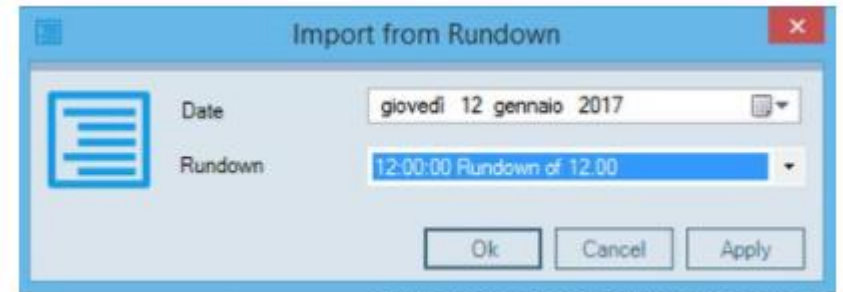 Import from Rundown
Date giovedì 12 gennaio 2017
Rundown 12:00:00 Rundown of 12.00
Ok Cancel Apply